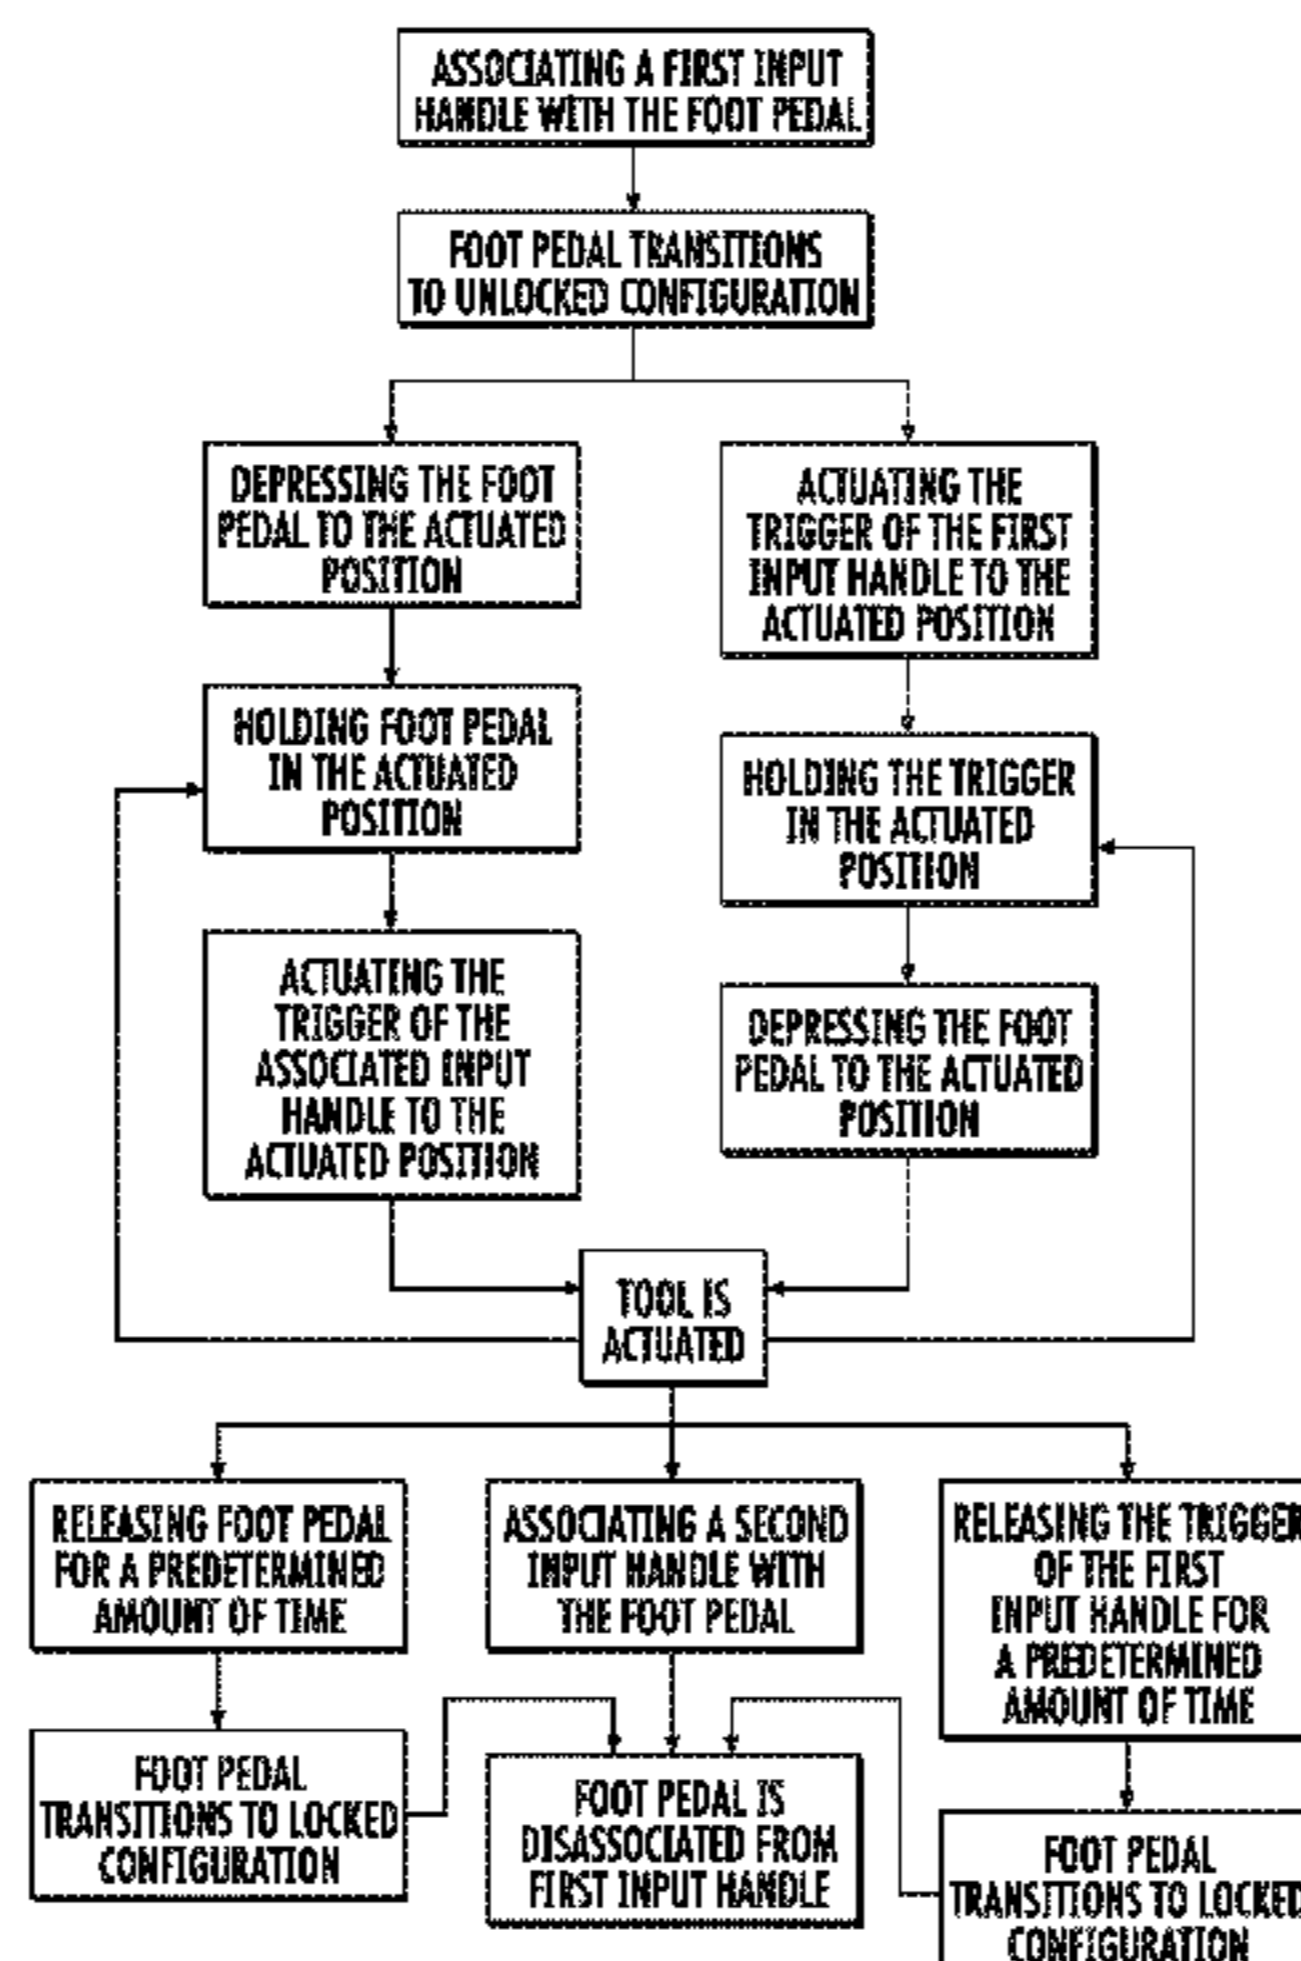 ASSOCIATING A FIRST INPUT
HANDLE WITH THE FOOT PEDAL
FOOT PEDAL TRANSITIONS
TO UNLOCKED CONFIGURATION
DEPRESSING THE FOOT
PEDAL TO THE ACTUATED
POSITION
ACTUATING THE
TRIGGER OF THE FIRST
INPUT HANDLE TO THE
ACTUATED POSITION
HOLDING FOOT PEDAL
IN THE ACTUATED
POSITION
HOLDING THE TRIGGER
IN THE ACTUATED
POSITION
ACTUATING THE
TRIGGER OF THE
ASSOCIATED INPUT
HANDLE TO THE
ACTUATED POSITION
DEPRESSING THE FOOT
PEDAL TO THE ACTUATED
POSITION
TOOL IS
ACTUATED
RELEASING FOOT PEDAL
FOR A PREDETERMINED
AMOUNT OF TIME
ASSOCIATING A SECOND
INPUT HANDLE WITH
THE FOOT PEDAL
RELEASING THE TRIGGER
OF THE FIRST
INPUT HANDLE FOR
A PREDETERMINED
AMOUNT OF TIME
FOOT PEDAL
TRANSITIONS TO LOCKED
CONFIGURATION
FOOT PEDAL IS
DISASSOCIATED FROM
FIRST INPUT HANDLE
FOOT PEDAL
TRANSITIONS TO LOCKED
CONFIGURATION